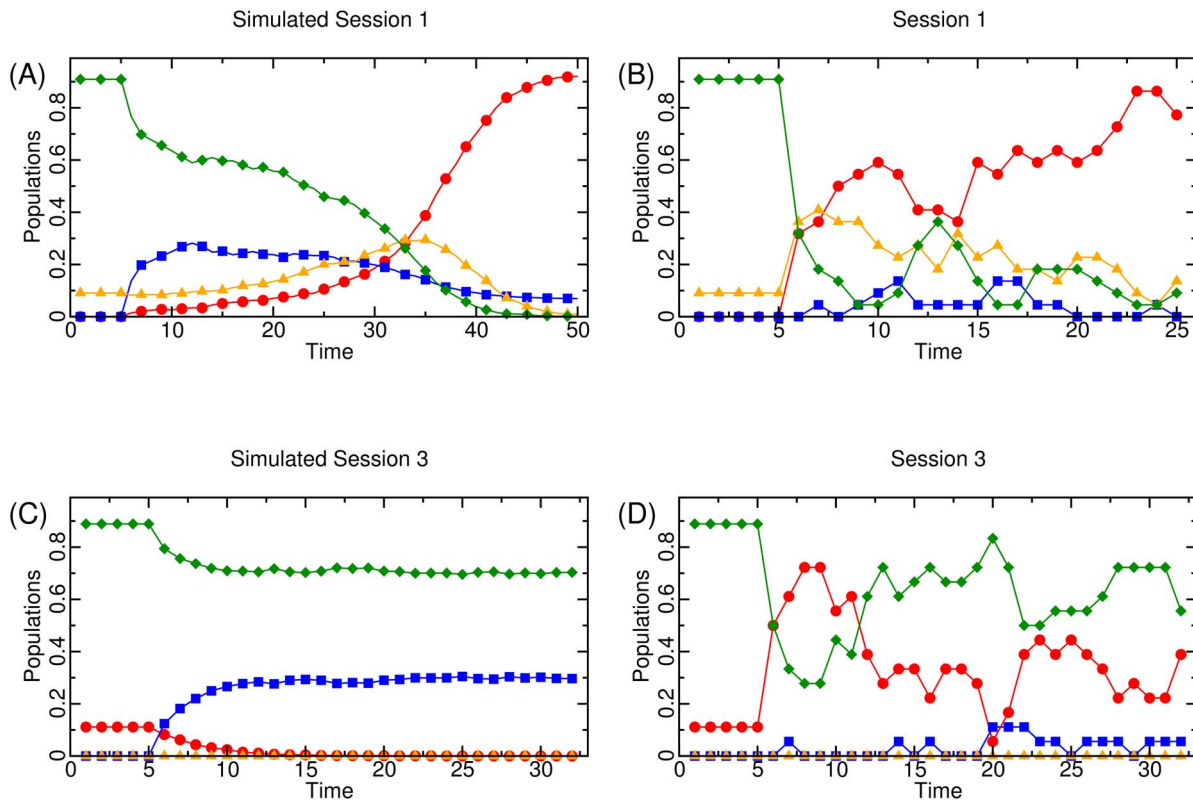 Simulated Session 1
(A)
Populations
0 0.2 0.4 0.6 0.8
0 10 20 30 40 50
Time
Session 1
(B)
Populations
0 0.2 0.4 0.6 0.8
0 5 10 15 20 25
Time
Simulated Session 3
(C)
Populations
0 0.2 0.4 0.6 0.8
0 5 10 15 20 25 30
Time
Session 3
(D)
Populations
0 0.2 0.4 0.6 0.8
0 5 10 15 20 25 30
Time